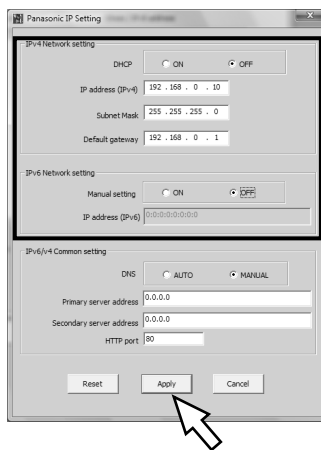 Panasonic IP Setting
IPv4 Network setting
DHCP ON OFF
IP address (IPv4) 192 . 168 . 0 . 10
Subnet Mask 255 . 255 . 255 . 0
Default gateway 192 . 168 . 0 . 1
IPv6 Network setting
Manual setting ON OFF
IP address (IPv6) 0:0:0:0:0:0:0:0
IPv6/v4 Common setting
DNS AUTO MANUAL
Primary server address 0.0.0.0
Secondary server address 0.0.0.0
HTTP port 80
Reset Apply Cancel